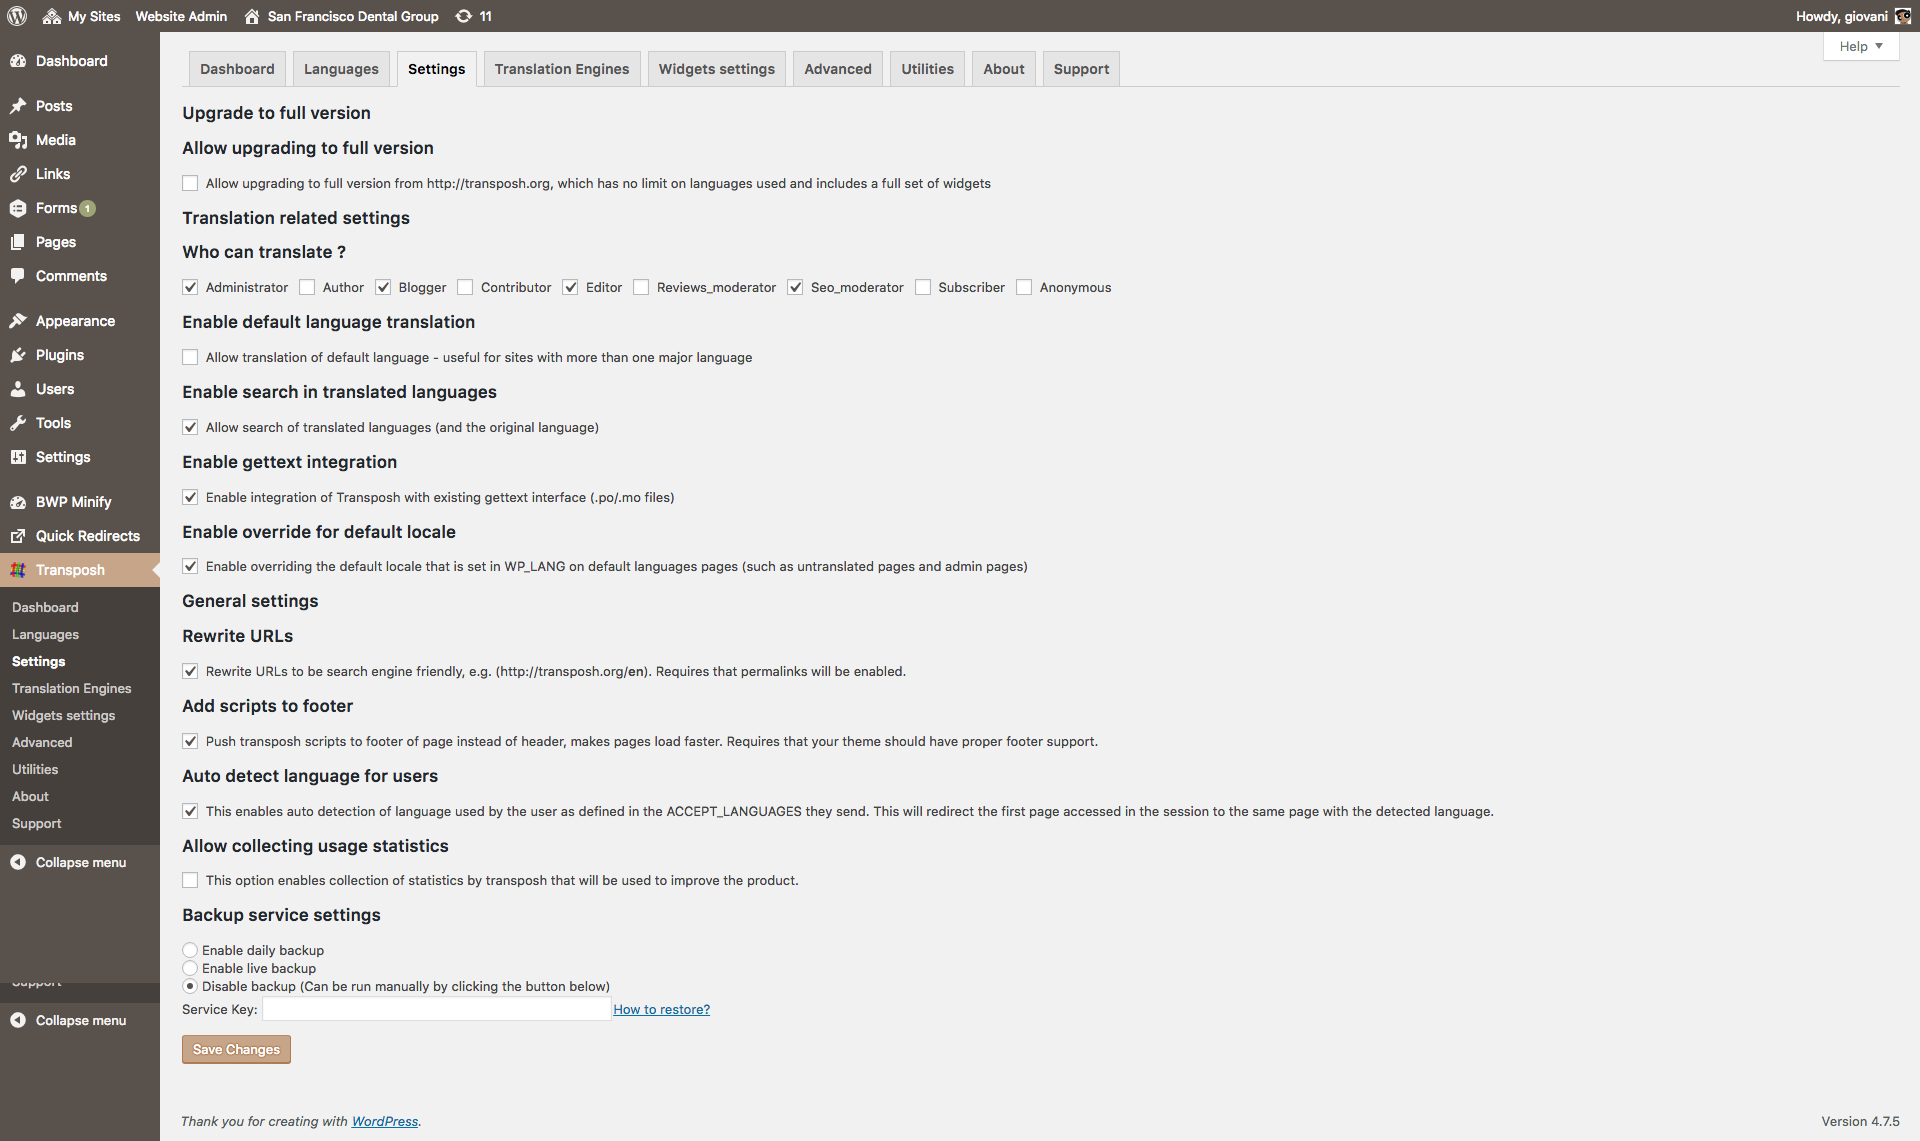 My Sites Website Admin San Francisco Dental Group 11 Howdy, giovani
Help
Dashboard
Posts
Media
Links
Forms 1
Pages
Comments
Appearance
Plugins
Users
Tools
Settings
BWP Minify
Quick Redirects
Transposh
Dashboard
Languages
Settings
Translation Engines
Widgets settings
Advanced
Utilities
About
Support
Collapse menu
Support
Collapse menu
Dashboard Languages Settings Translation Engines Widgets settings Advanced Utilities About Support
Upgrade to full version
Allow upgrading to full version
Allow upgrading to full version from http://transposh.org, which has no limit on languages used and includes a full set of widgets
Translation related settings
Who can translate ?
Administrator Author Blogger Contributor Editor Reviews_moderator Seo_moderator Subscriber Anonymous
Enable default language translation
Allow translation of default language - useful for sites with more than one major language
Enable search in translated languages
Allow search of translated languages (and the original language)
Enable gettext integration
Enable integration of Transposh with existing gettext interface (.po/.mo files)
Enable override for default locale
Enable overriding the default locale that is set in WP_LANG on default languages pages (such as untranslated pages and admin pages)
General settings
Rewrite URLs
Rewrite URLs to be search engine friendly, e.g. (http://transposh.org/en). Requires that permalinks will be enabled.
Add scripts to footer
Push transposh scripts to footer of page instead of header, makes pages load faster. Requires that your theme should have proper footer support.
Auto detect language for users
This enables auto detection of language used by the user as defined in the ACCEPT_LANGUAGES they send. This will redirect the first page accessed in the session to the same page with the detected language.
Allow collecting usage statistics
This option enables collection of statistics by transposh that will be used to improve the product.
Backup service settings
Enable daily backup
Enable live backup
Disable backup (Can be run manually by clicking the button below)
Service Key: How to restore?
Save Changes
Thank you for creating with WordPress. Version 4.7.5